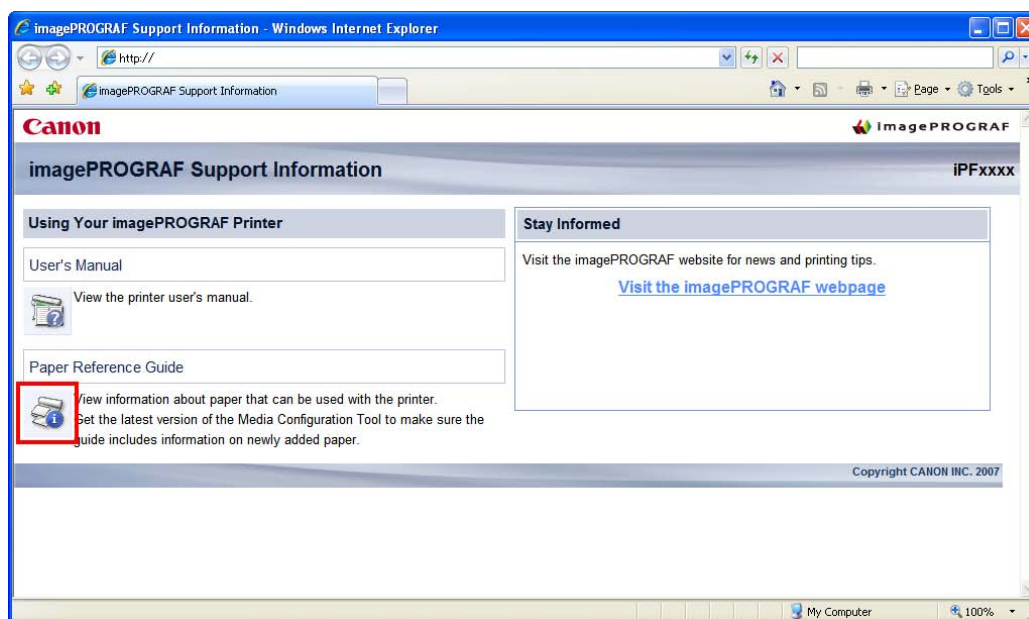 imagePROGRAF Support Information - Windows Internet Explorer
http://
imagePROGRAF Support Information
Page
Tools
Canon
imagePROGRAF
imagePROGRAF Support Information
iPFxxxx
Using Your imagePROGRAF Printer
User's Manual
View the printer user's manual.
Paper Reference Guide
View information about paper that can be used with the printer.
Get the latest version of the Media Configuration Tool to make sure the
guide includes information on newly added paper.
Stay Informed
Visit the imagePROGRAF website for news and printing tips.
Visit the imagePROGRAF webpage
Copyright CANON INC. 2007
My Computer
100%